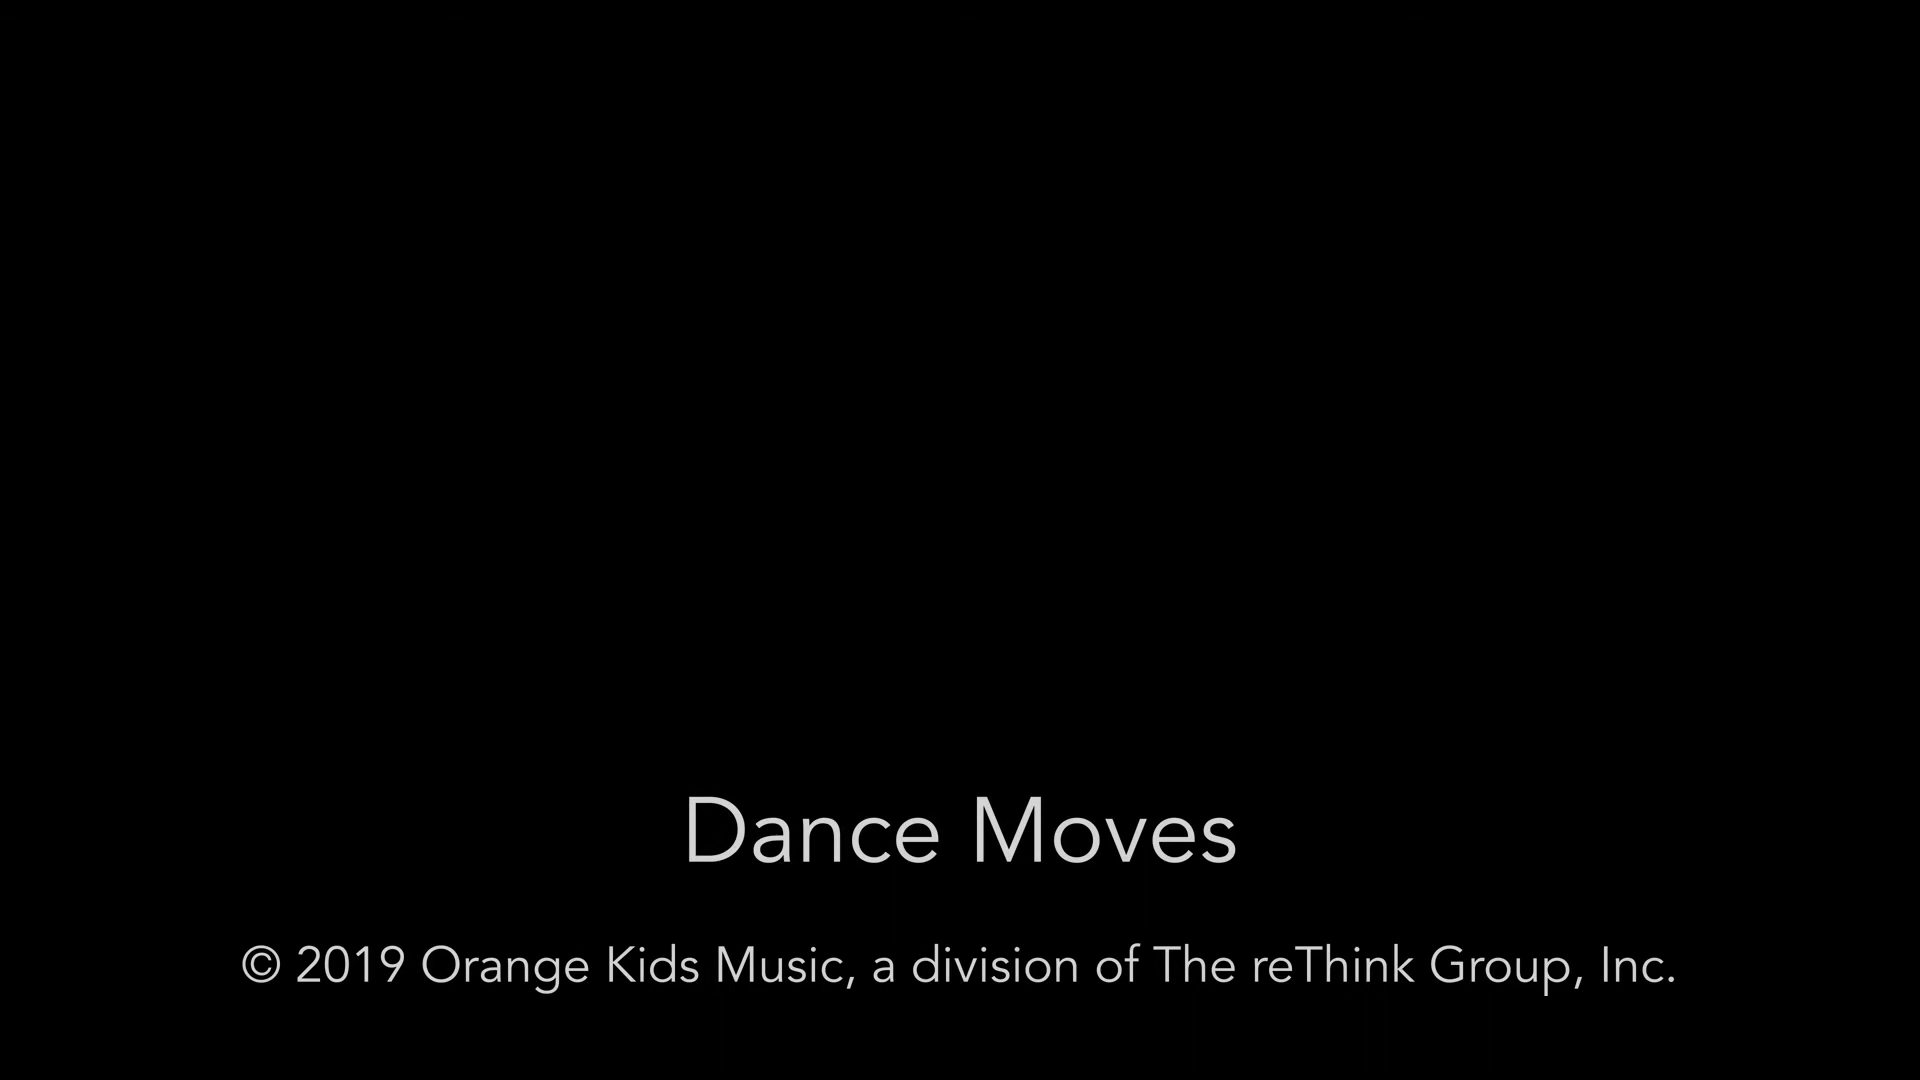 Dance Moves
© 2019 Orange Kids Music, a division of The reThink Group, Inc.